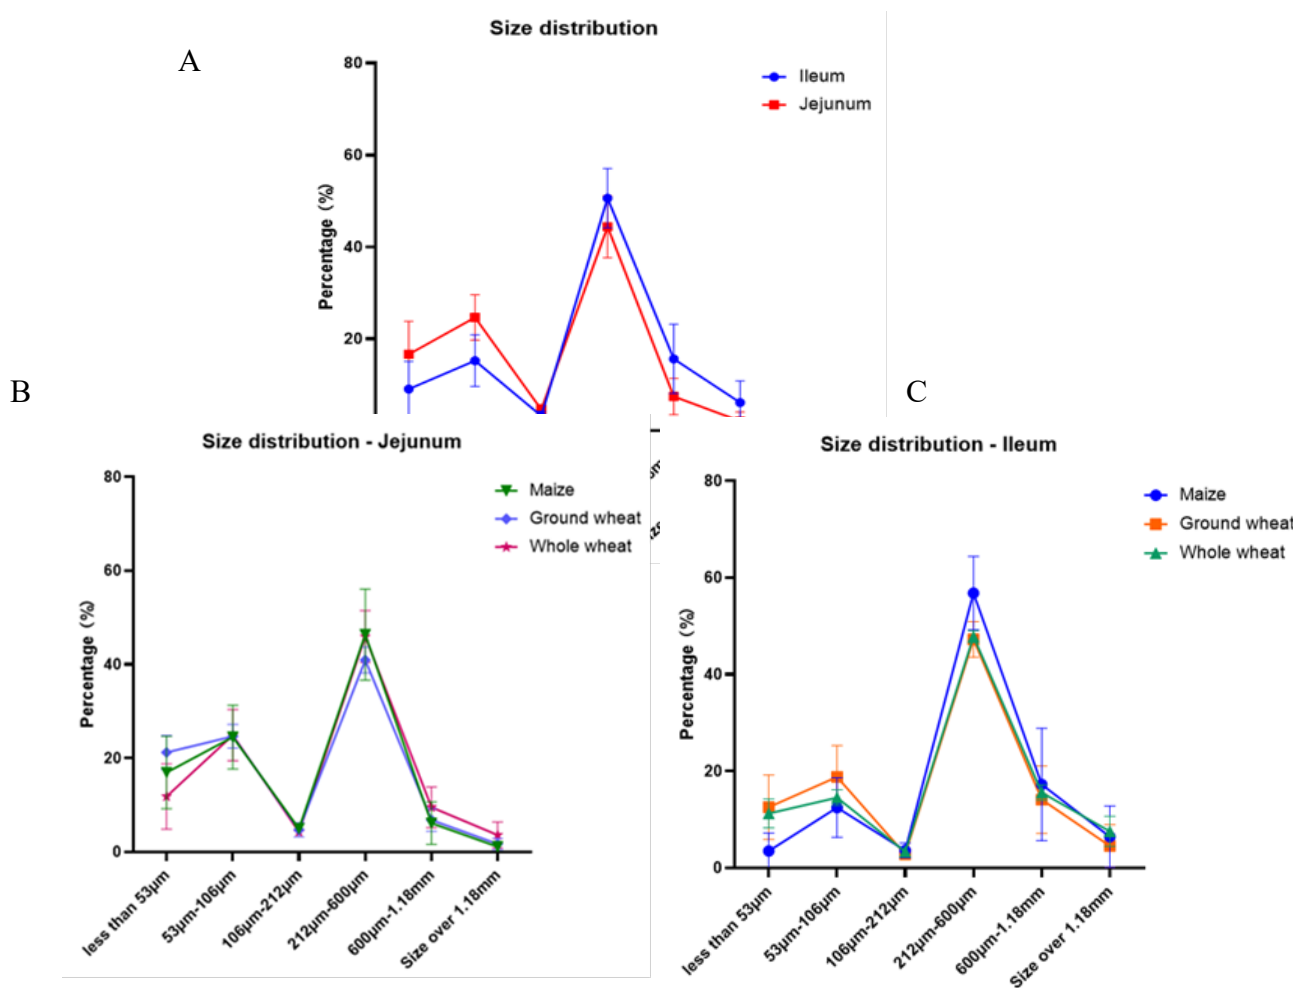 Size distribution
A
80
60
40
20
Percentage (%)
Ileum
Jejunum
B
Size distribution - Jejunum
80
60
40
20
0
Percentage (%)
Maize
Ground wheat
Whole wheat
less than 53µm
53µm-106µm
106µm-212µm
212µm-600µm
600µm-1.18mm
Size over 1.18mm
C
Size distribution - Ileum
80
60
40
20
0
Percentage (%)
Maize
Ground wheat
Whole wheat
less than 53µm
53µm-106µm
106µm-212µm
212µm-600µm
600µm-1.18mm
Size over 1.18mm